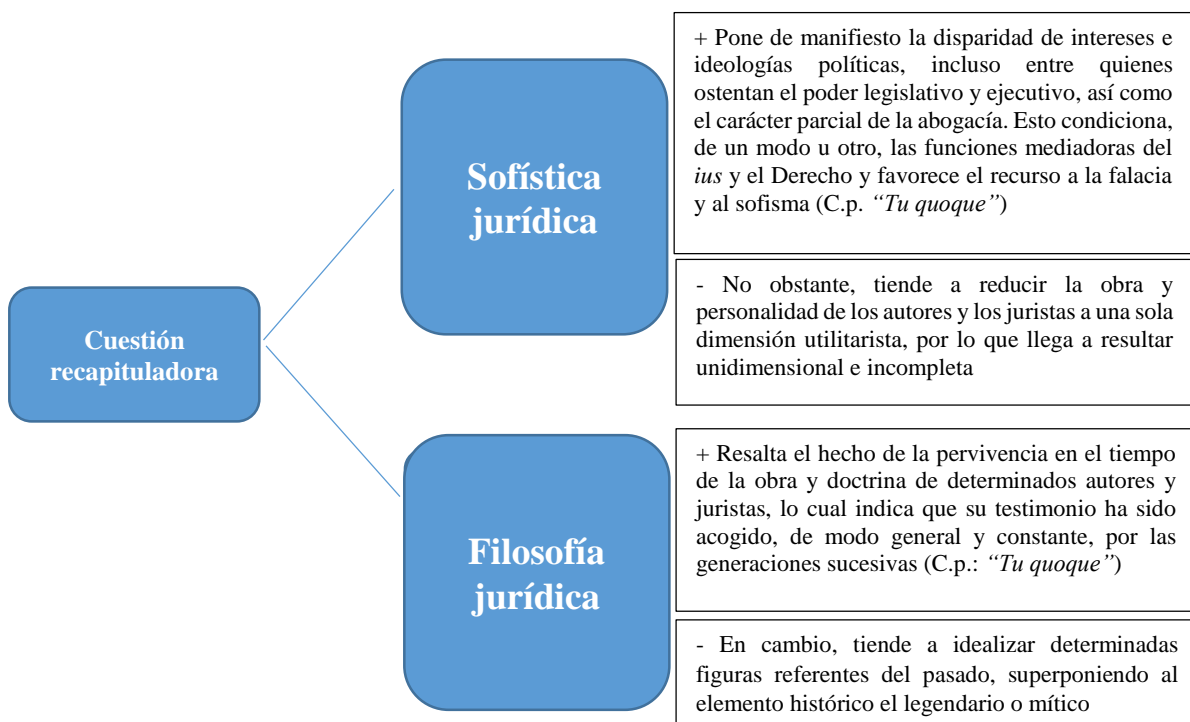 Cuestión
recapituladora
Sofística
jurídica
+ Pone de manifiesto la disparidad de intereses e
ideologías políticas, incluso entre quienes
ostentan el poder legislativo y ejecutivo, así como
el carácter parcial de la abogacía. Esto condiciona,
de un modo u otro, las funciones mediadoras del
ius y el Derecho y favorece el recurso a la falacia
y al sofisma (C.p. “Tu quoque”)
- No obstante, tiende a reducir la obra y
personalidad de los autores y los juristas a una sola
dimensión utilitarista, por lo que llega a resultar
unidimensional e incompleta
Filosofía
jurídica
+ Resalta el hecho de la pervivencia en el tiempo
de la obra y doctrina de determinados autores y
juristas, lo cual indica que su testimonio ha sido
acogido, de modo general y constante, por las
generaciones sucesivas (C.p.: “Tu quoque”)
- En cambio, tiende a idealizar determinadas
figuras referentes del pasado, superponiendo al
elemento histórico el legendario o mítico